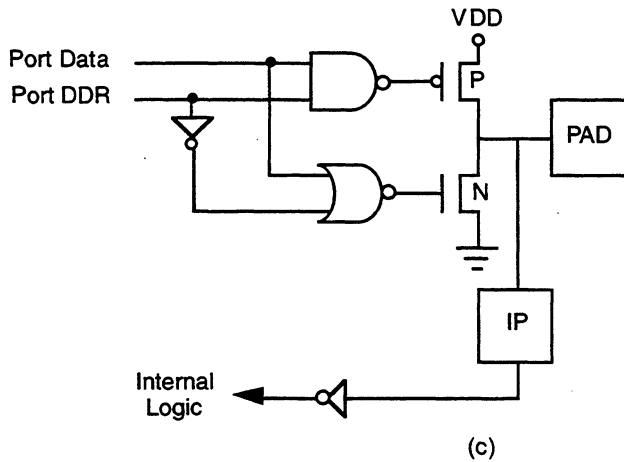 VDD
Port Data
Port DDR
P
PAD
N
IP
Internal
Logic
(c)